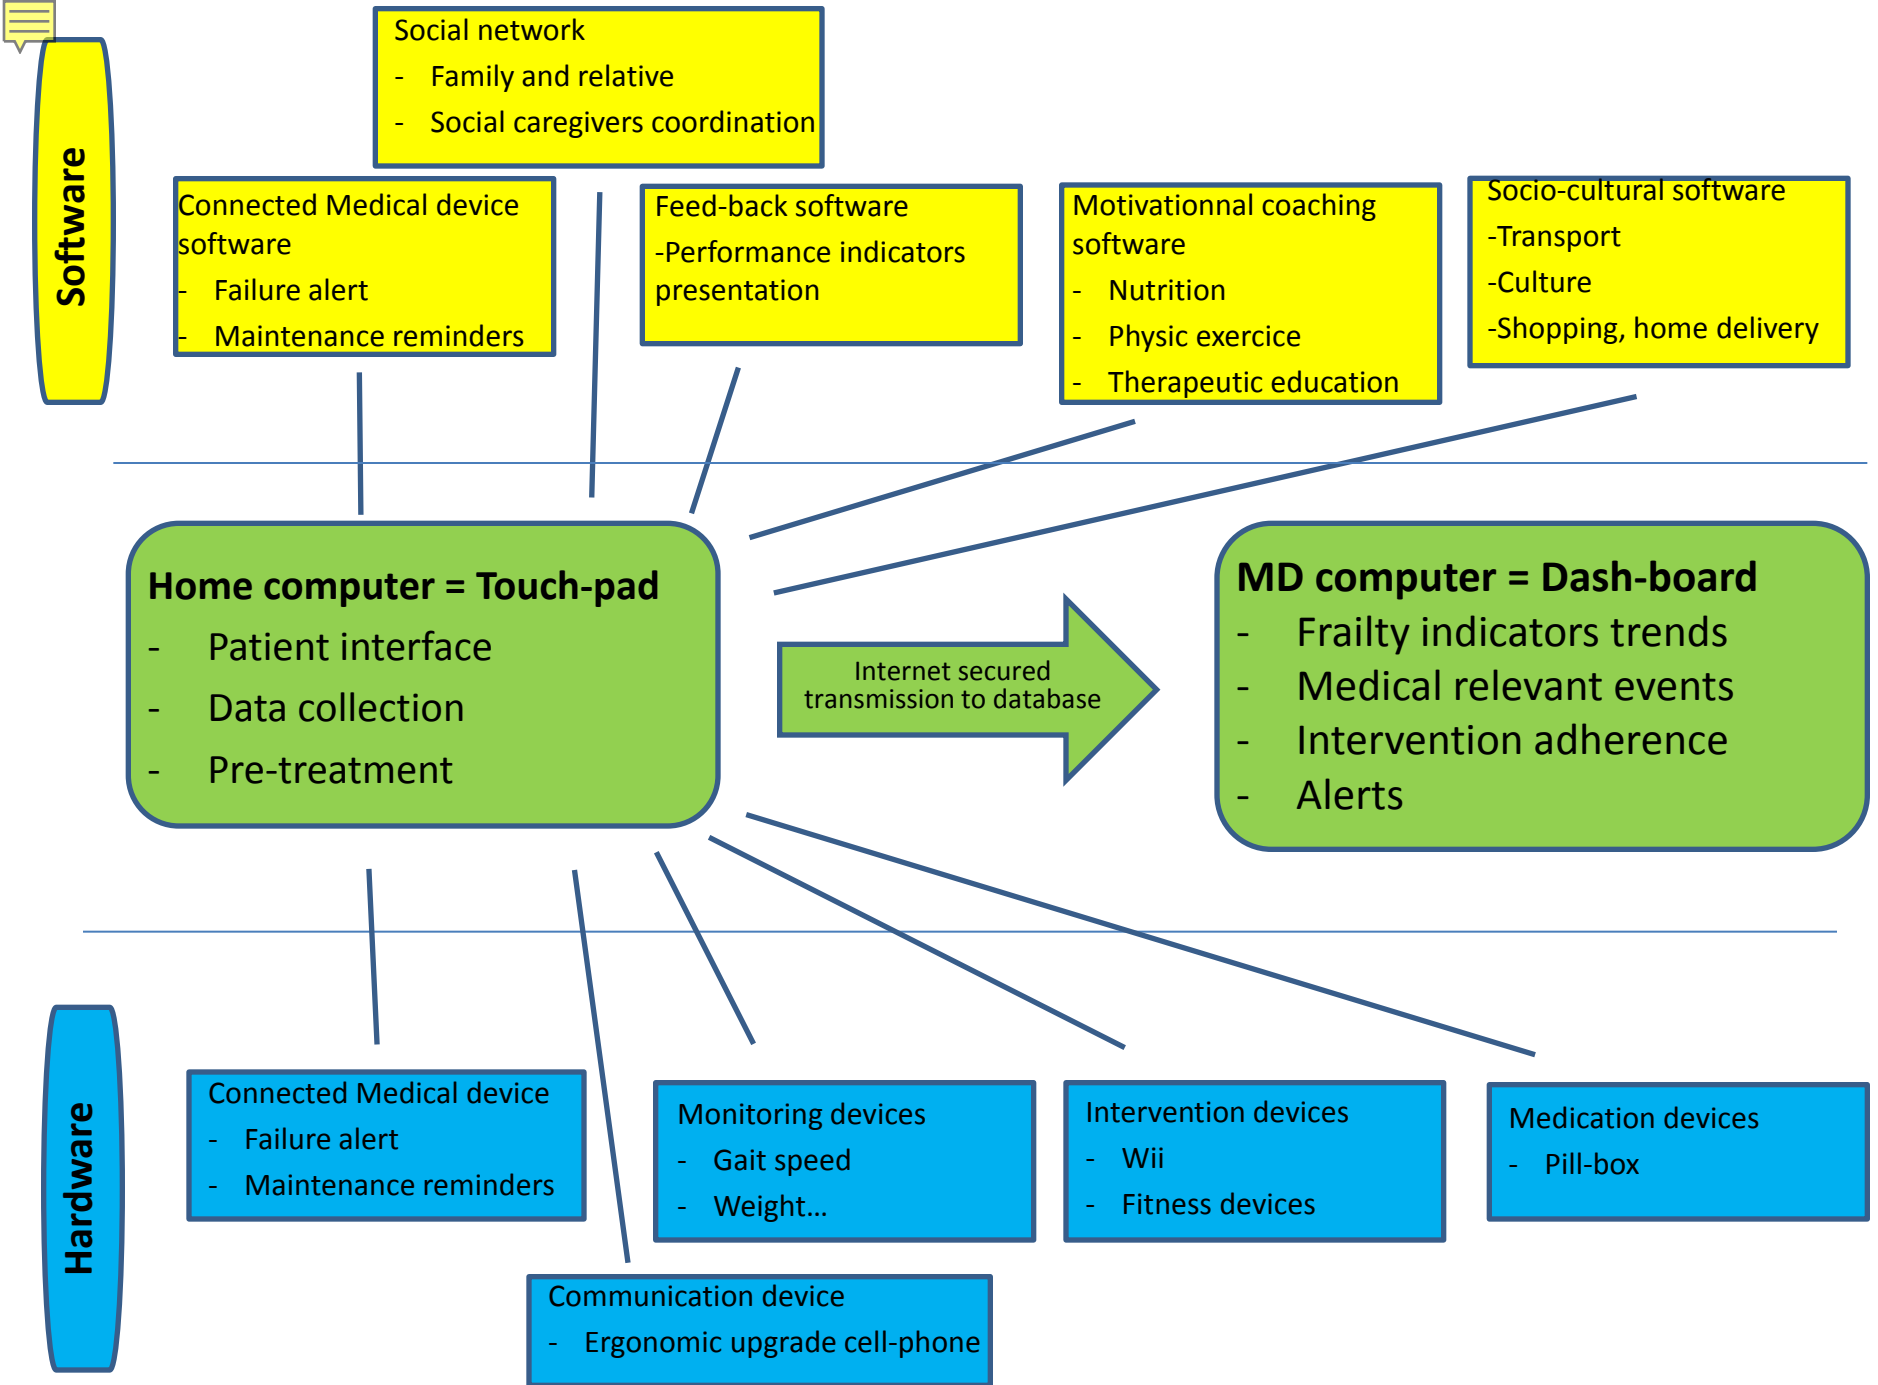 Software
Social network
- Family and relative
- Social caregivers coordination
Connected Medical device
software
- Failure alert
- Maintenance reminders
Feed-back software
-Performance indicators
presentation
Motivationnal coaching
software
- Nutrition
- Physic exercice
- Therapeutic education
Socio-cultural software
-Transport
-Culture
-Shopping, home delivery
Home computer = Touch-pad
- Patient interface
- Data collection
- Pre-treatment
Internet secured
transmission to database
MD computer = Dash-board
- Frailty indicators trends
- Medical relevant events
- Intervention adherence
- Alerts
Hardware
Connected Medical device
- Failure alert
- Maintenance reminders
Monitoring devices
- Gait speed
- Weight…
Intervention devices
- Wii
- Fitness devices
Medication devices
- Pill-box
Communication device
- Ergonomic upgrade cell-phone